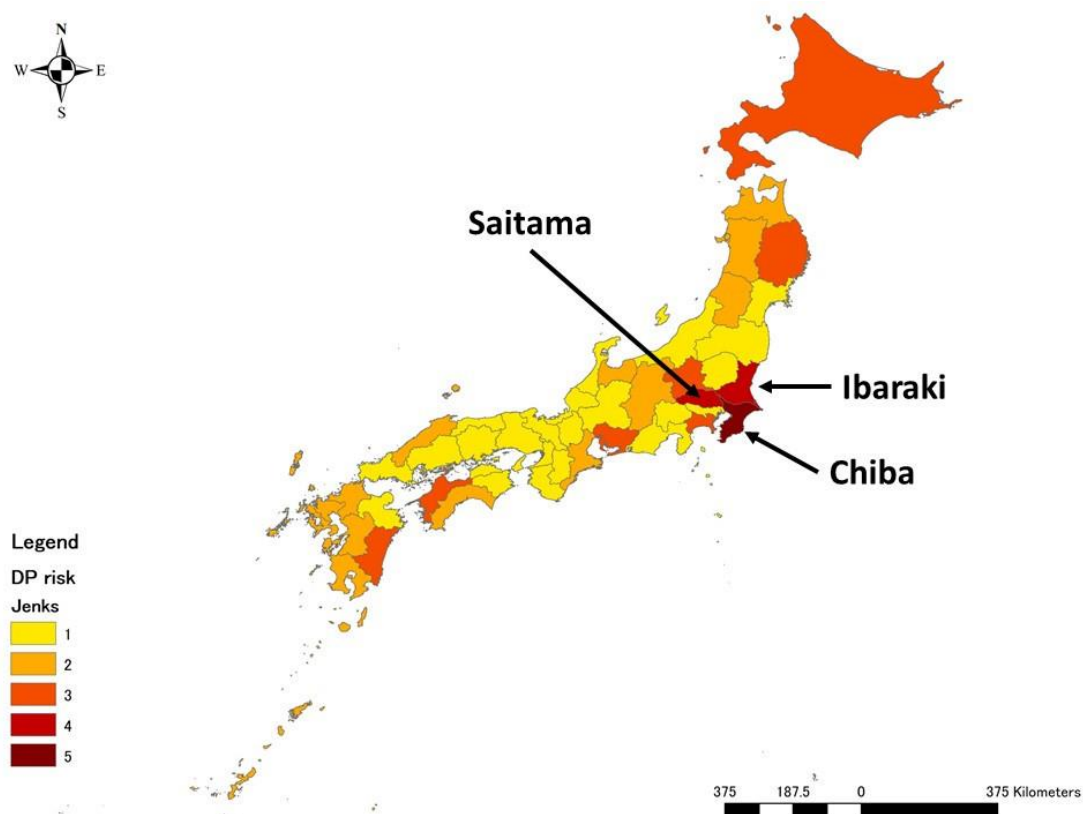 N
W E
S
Saitama
Ibaraki
Chiba
Legend
DP risk
Jenks
1
2
3
4
5
375 187.5 0 375 Kilometers